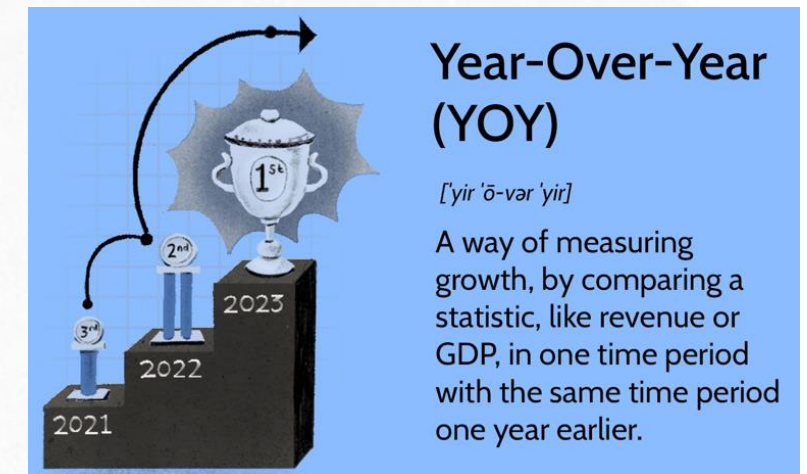 Year-Over-Year
(YOY)
['yir 'ō-vər 'yir]
A way of measuring
growth, by comparing a
statistic, like revenue or
GDP, in one time period
with the same time period
one year earlier.
1st
2nd
3rd
2023
2022
2021